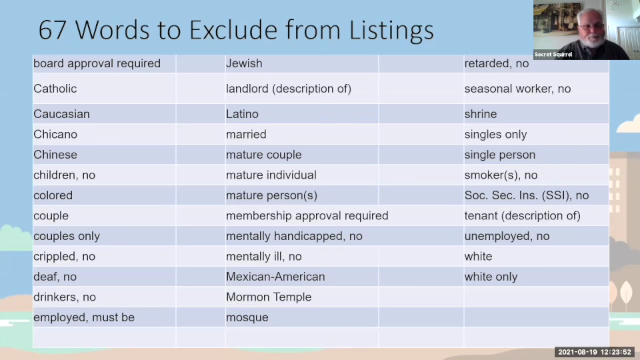 67 Words to Exclude from Listings
Secret Squirrel
board approval required Jewish retarded, no
Catholic landlord (description of) seasonal worker, no
Caucasian Latino shrine
Chicano married singles only
Chinese mature couple single person
children, no mature individual smoker(s), no
colored mature person(s) Soc. Sec. Ins. (SSI), no
couple membership approval required tenant (description of)
couples only mentally handicapped, no unemployed, no
crippled, no mentally ill, no white
deaf, no Mexican-American white only
drinkers, no Mormon Temple
employed, must be mosque
2021-08-19 12:23:52